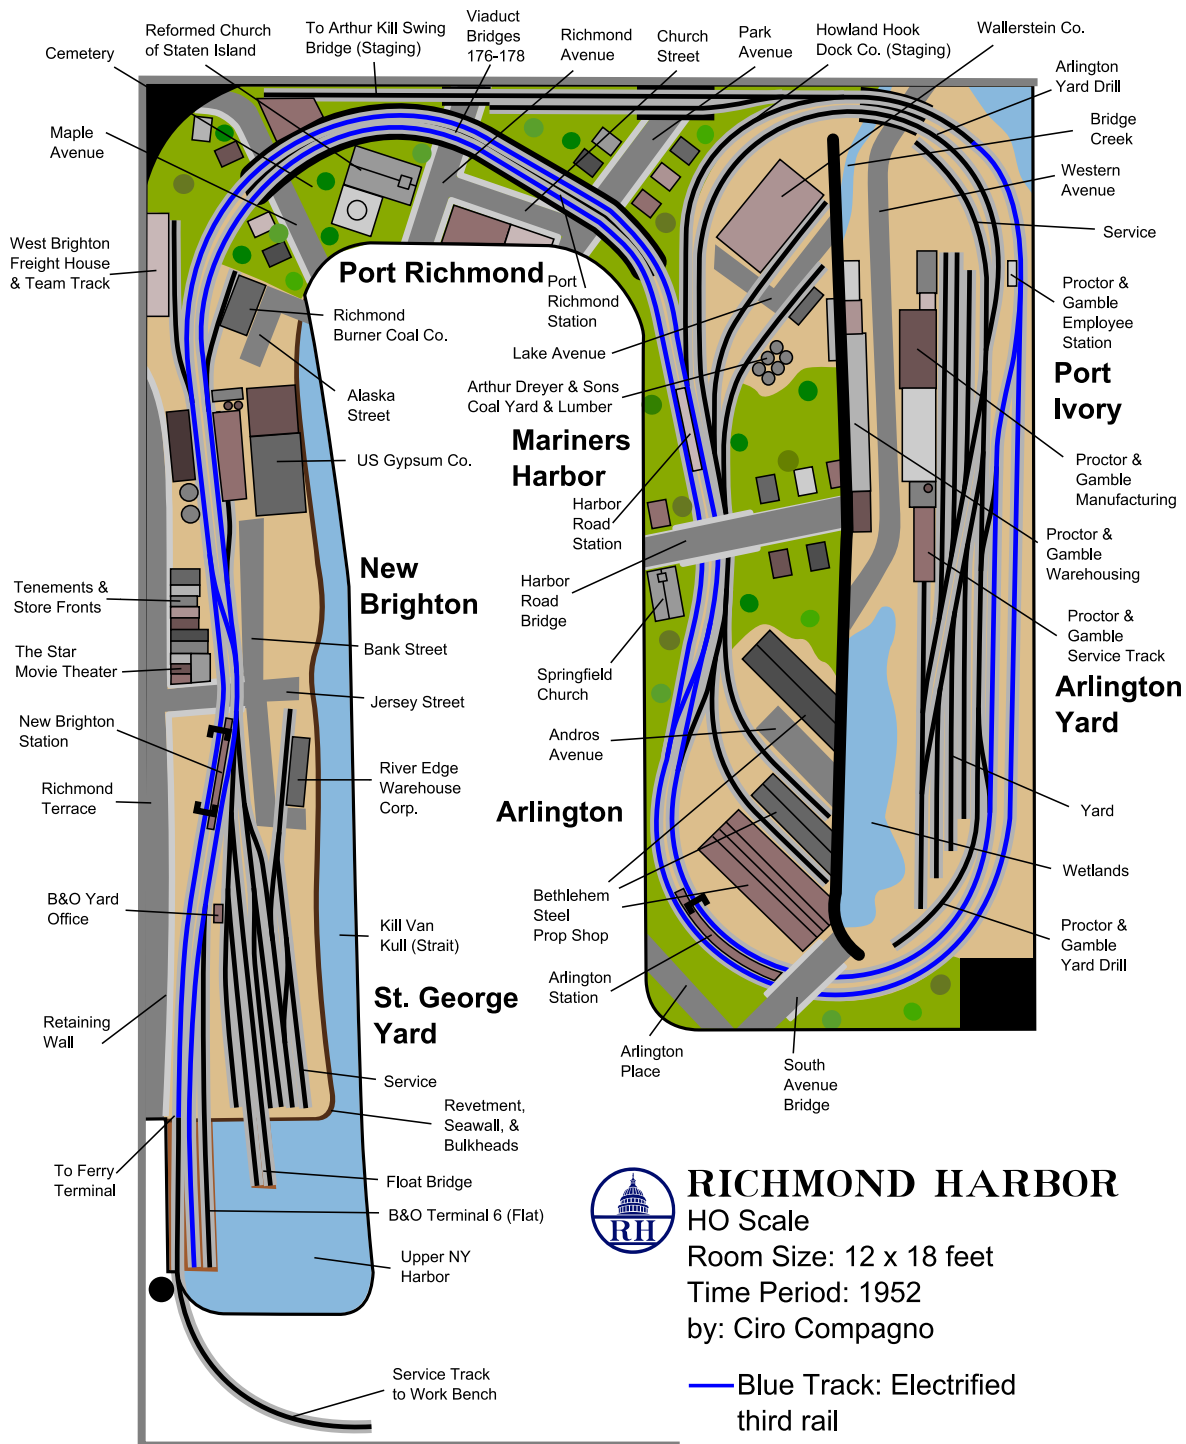 Reformed Church
of Staten Island
To Arthur Kill Swing
Bridge (Staging)
Viaduct
Bridges
176-178
Richmond
Avenue
Church
Street
Park
Avenue
Howland Hook
Dock Co. (Staging)
Wallerstein Co.
Cemetery
Arlington
Yard Drill
Maple
Avenue
Bridge
Creek
Western
Avenue
Service
West Brighton
Freight House
& Team Track
Port Richmond
Port
Richmond
Station
Proctor &
Gamble
Employee
Station
Richmond
Burner Coal Co.
Lake Avenue
Port
Ivory
Alaska
Street
Arthur Dreyer & Sons
Coal Yard & Lumber
Mariners
Harbor
US Gypsum Co.
Proctor &
Gamble
Manufacturing
Harbor
Road
Station
Proctor &
Gamble
Warehousing
New
Brighton
Tenements &
Store Fronts
Harbor
Road
Bridge
Proctor &
Gamble
Service Track
Bank Street
The Star
Movie Theater
Springfield
Church
Arlington
Yard
Jersey Street
New Brighton
Station
Andros
Avenue
River Edge
Warehouse
Corp.
Richmond
Terrace
Arlington
Yard
Wetlands
B&O Yard
Office
Bethlehem
Steel
Prop Shop
Kill Van
Kull (Strait)
Proctor &
Gamble
Yard Drill
St. George
Yard
Arlington
Station
Retaining
Wall
Arlington
Place
South
Avenue
Bridge
Service
Revetment,
Seawall, &
Bulkheads
To Ferry
Terminal
Float Bridge
B&O Terminal 6 (Flat)
Upper NY
Harbor
RH
RICHMOND HARBOR
HO Scale
Room Size: 12 x 18 feet
Time Period: 1952
by: Ciro Compagno
Service Track
to Work Bench
Blue Track: Electrified
third rail